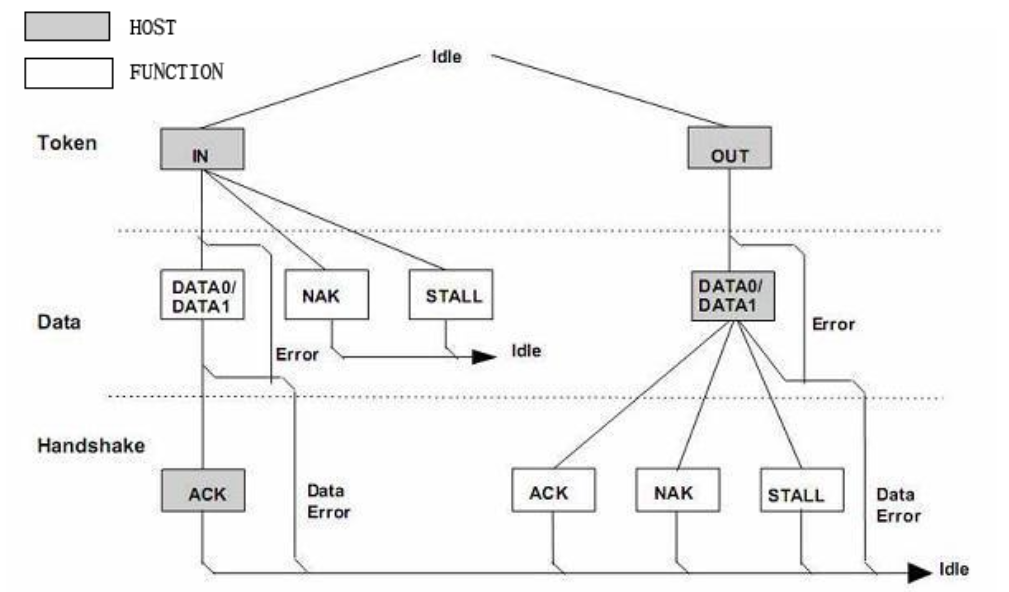 HOST
FUNCTION
Idle
Token
IN
OUT
DATA0/
DATA1
NAK
STALL
DATA0/
DATA1
Data
Error
Idle
Error
Handshake
ACK
Data
Error
ACK
NAK
STALL
Data
Error
Idle